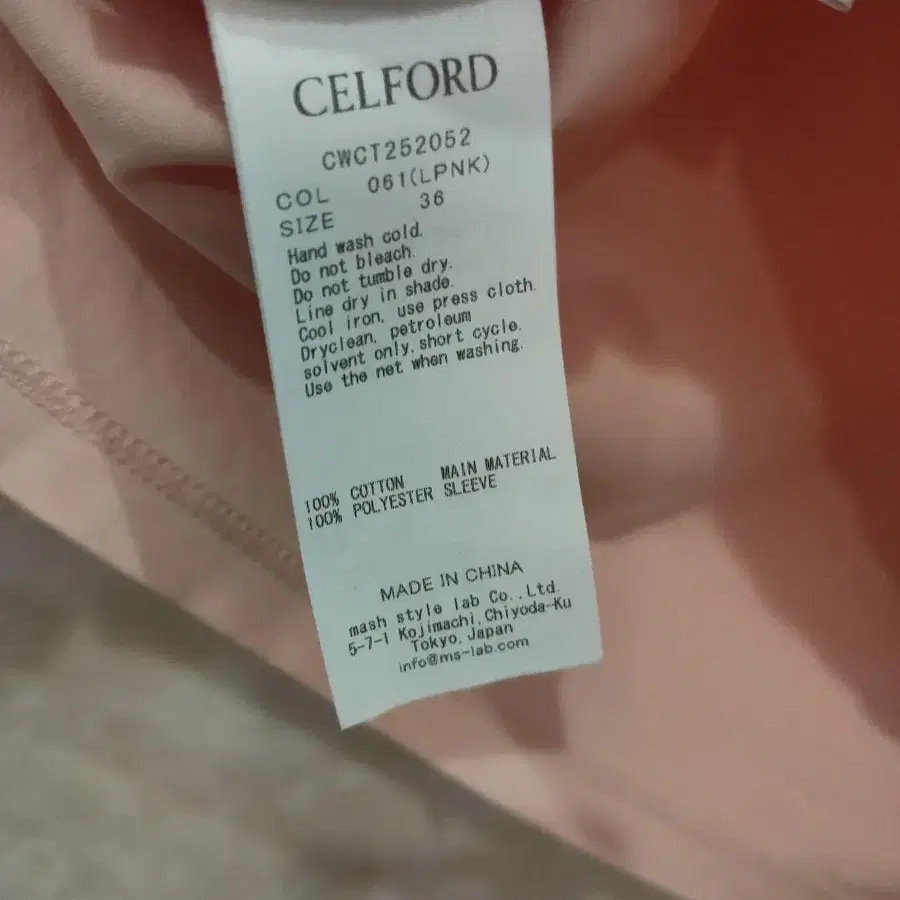 CELFORD
CWCT252052
COL 061(LPNK)
SIZE 36
Hand wash cold.
Do not bleach.
Do not tumble dry.
Line dry in shade.
Cool iron, use press cloth.
Dryclean, petroleum
solvent only, short cycle.
Use the net when washing.
100% COTTON MAIN MATERIAL
100% POLYESTER SLEEVE
MADE IN CHINA
mash style lab Co.,Ltd.
5-7-1 Kojimachi, Chiyoda-Ku
Tokyo, Japan
info@ms-lab.com